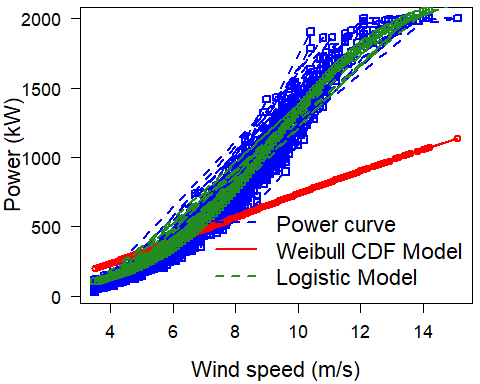 2000
1500
1000
500
0
Power (kW)
Power curve
Weibull CDF Model
Logistic Model
4 6 8 10 12 14
Wind speed (m/s)